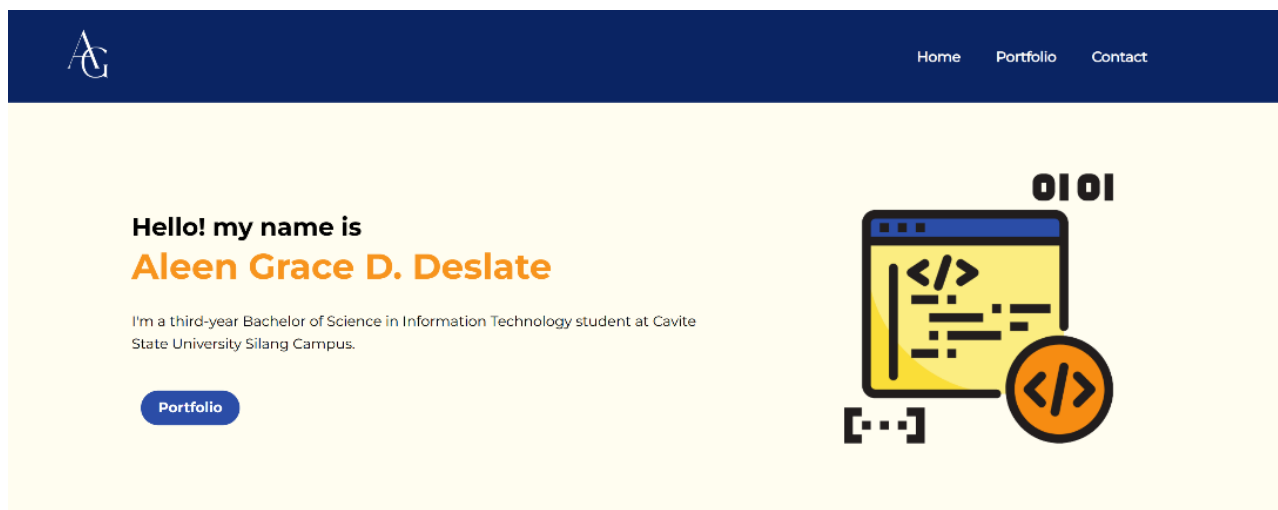 AG
Home Portfolio Contact
0101
Hello! my name is
Aleen Grace D. Deslate
</>
I'm a third-year Bachelor of Science in Information Technology student at Cavite
State University Silang Campus.
</>
Portfolio
[...]